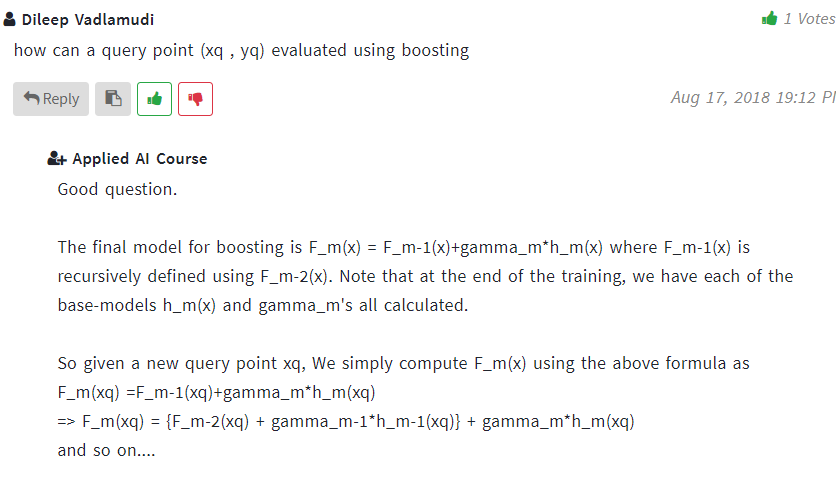 Dileep Vadlamudi
1 Votes
how can a query point (xq , yq) evaluated using boosting
Reply
Aug 17, 2018 19:12 Pl
Applied AI Course
Good question.
The final model for boosting is F_m(x) = F_m-1(x)+gamma_m*h_m(x) where F_m-1(x) is
recursively defined using F_m-2(x). Note that at the end of the training, we have each of the
base-models h_m(x) and gamma_m's all calculated.
So given a new query point xq, We simply compute F_m(x) using the above formula as
F_m(xq) =F_m-1(xq)+gamma_m*h_m(xq)
=> F_m(xq) = {F_m-2(xq) + gamma_m-1*h_m-1(xq)} + gamma_m*h_m(xq)
and so on....